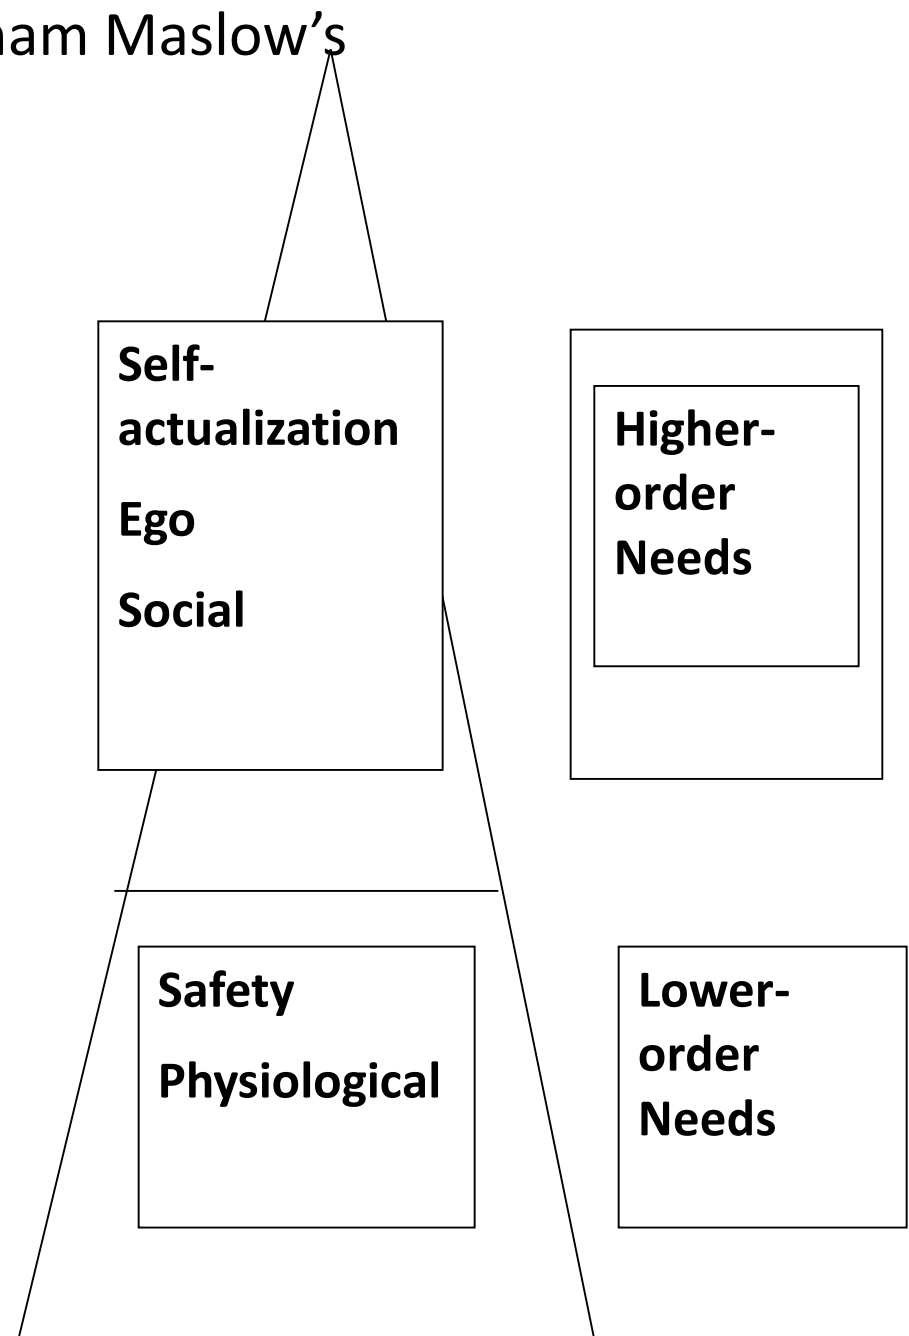 ham Maslow’s
Self-
actualization
Ego
Social
Higher-
order
Needs
Safety
Physiological
Lower-
order
Needs